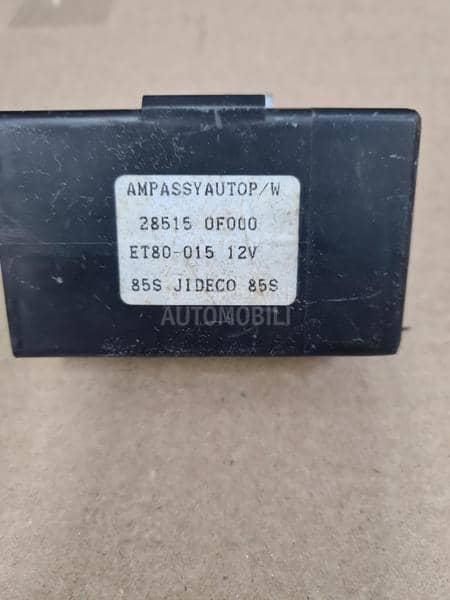 AMPASSYAUTOP/W
28515 0F000
ET80-015 12V
85S JIDECO 85S
AUTOMOBILI